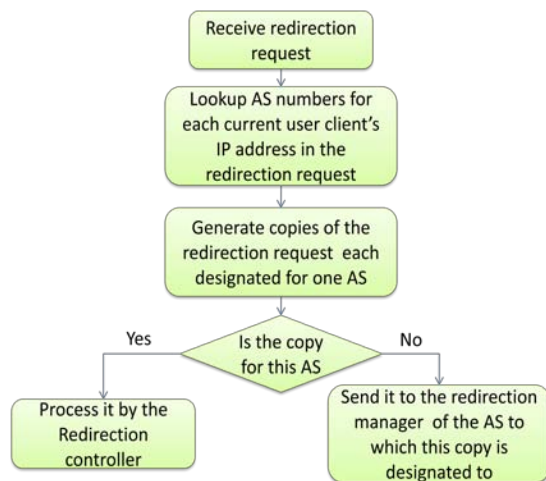 Receive redirection
request
Lookup AS numbers for
each current user client's
IP address in the
redirection request
Generate copies of the
redirection request each
designated for one AS
Yes
Is the copy
for this AS
No
Process it by the
Redirection
controller
Send it to the redirection
manager of the AS to
which this copy is
designated to